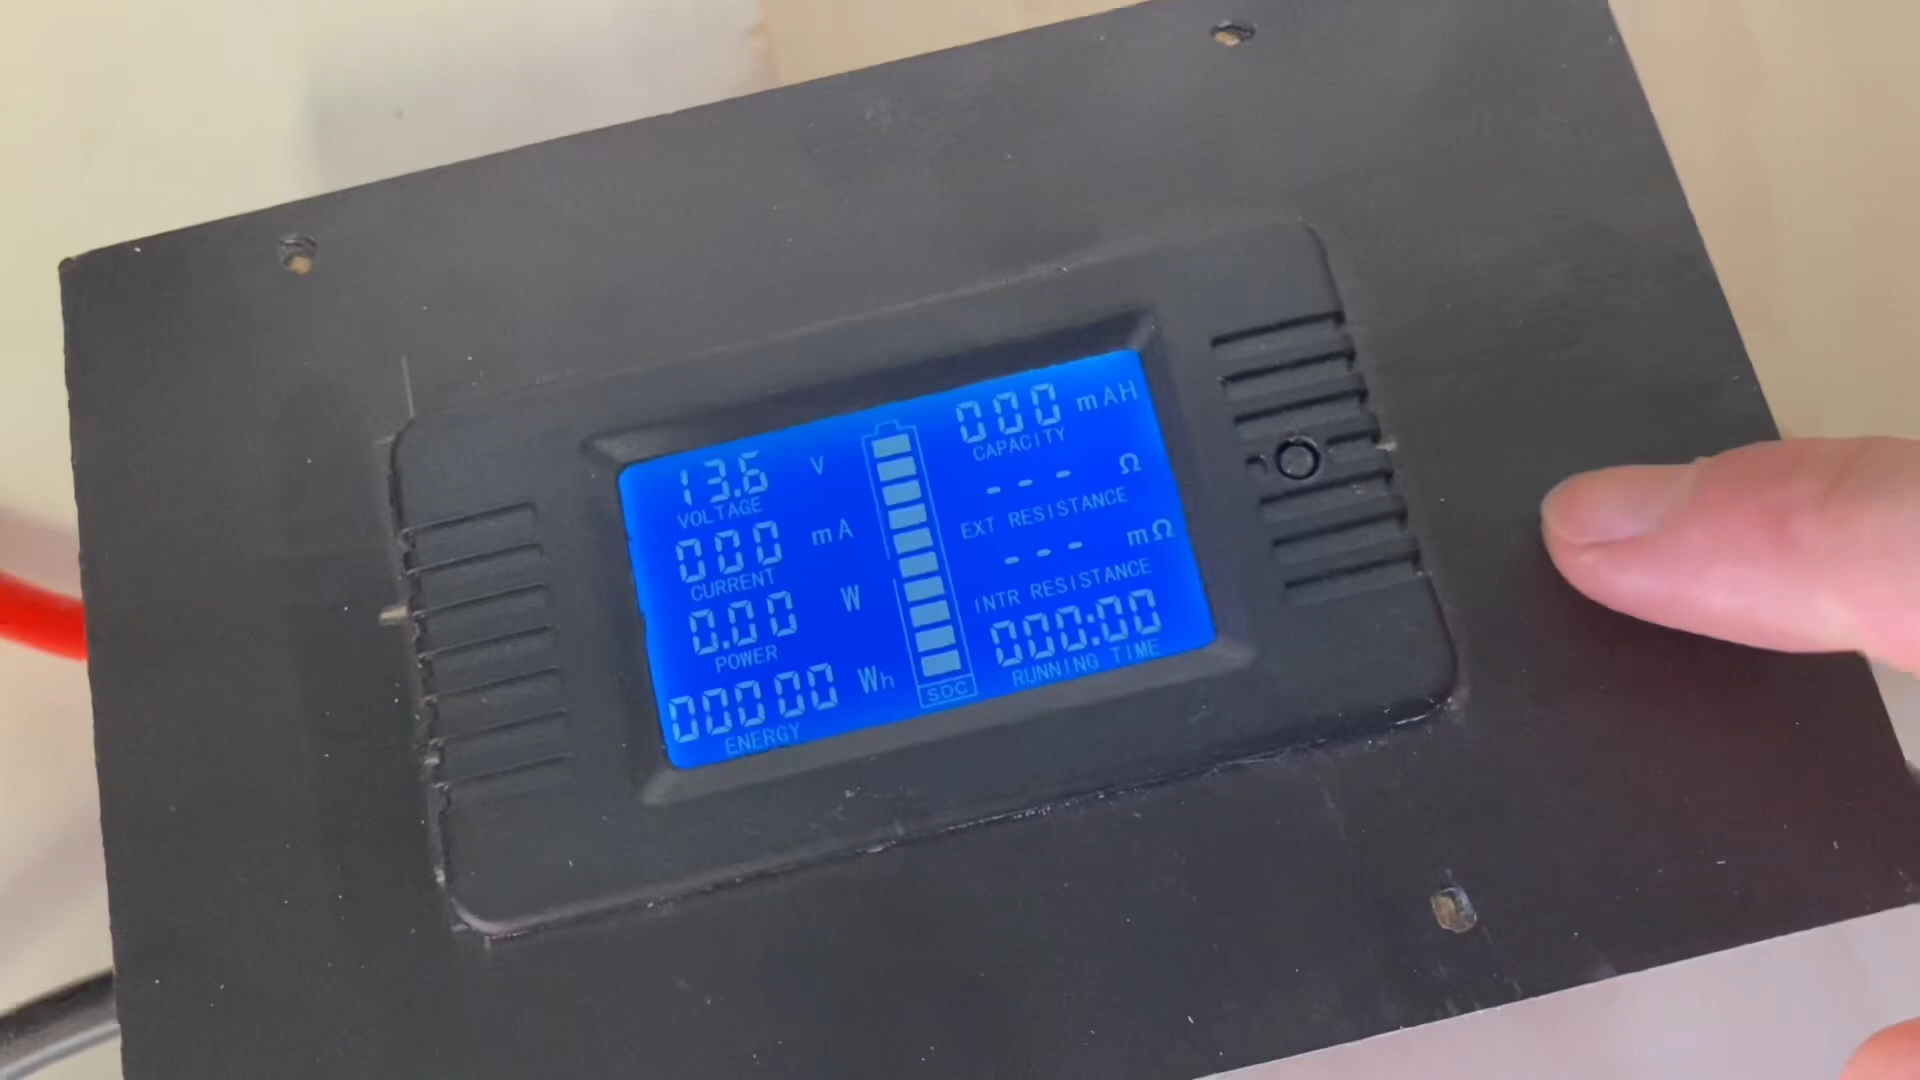 13.6 V
VOLTAGE
000 mA
CURRENT
0.00 W
POWER
00000 Wh
ENERGY
SOC
000 mAH
CAPACITY
--- Ω
EXT RESISTANCE
--- mΩ
INTR RESISTANCE
000:00
RUNNING TIME